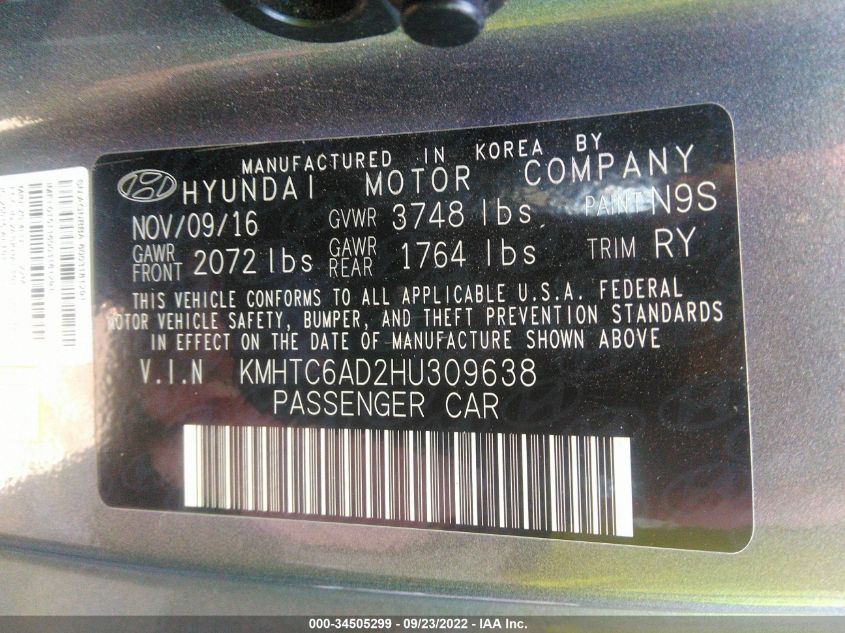 MANUFACTURED IN KOREA BY
HYUNDAI MOTOR COMPANY
NOV/09/16 GVWR 3748 lbs PAINT N9S
GAWR FRONT 2072 lbs GAWR REAR 1764 lbs TRIM RY
THIS VEHICLE CONFORMS TO ALL APPLICABLE U.S.A. FEDERAL
MOTOR VEHICLE SAFETY, BUMPER, AND THEFT PREVENTION STANDARDS
IN EFFECT ON THE DATE OF MANUFACTURE SHOWN ABOVE
V.I.N KMHTC6AD2HU309638
PASSENGER CAR
000-34505299 - 09/23/2022 - IAA Inc.